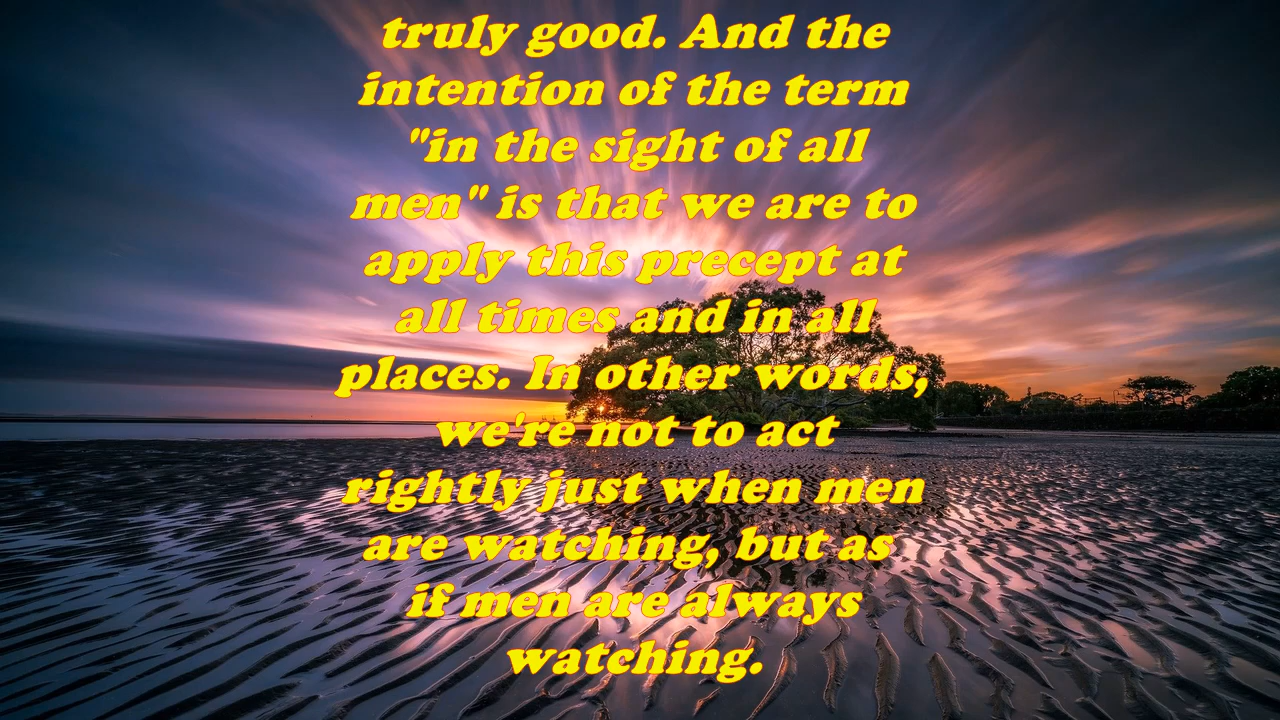 truly good. And the
intention of the term
"in the sight of all
men" is that we are to
apply this precept at
all times and in all
places. In other words,
we're not to act
rightly just when men
are watching, but as
if men are always
watching.